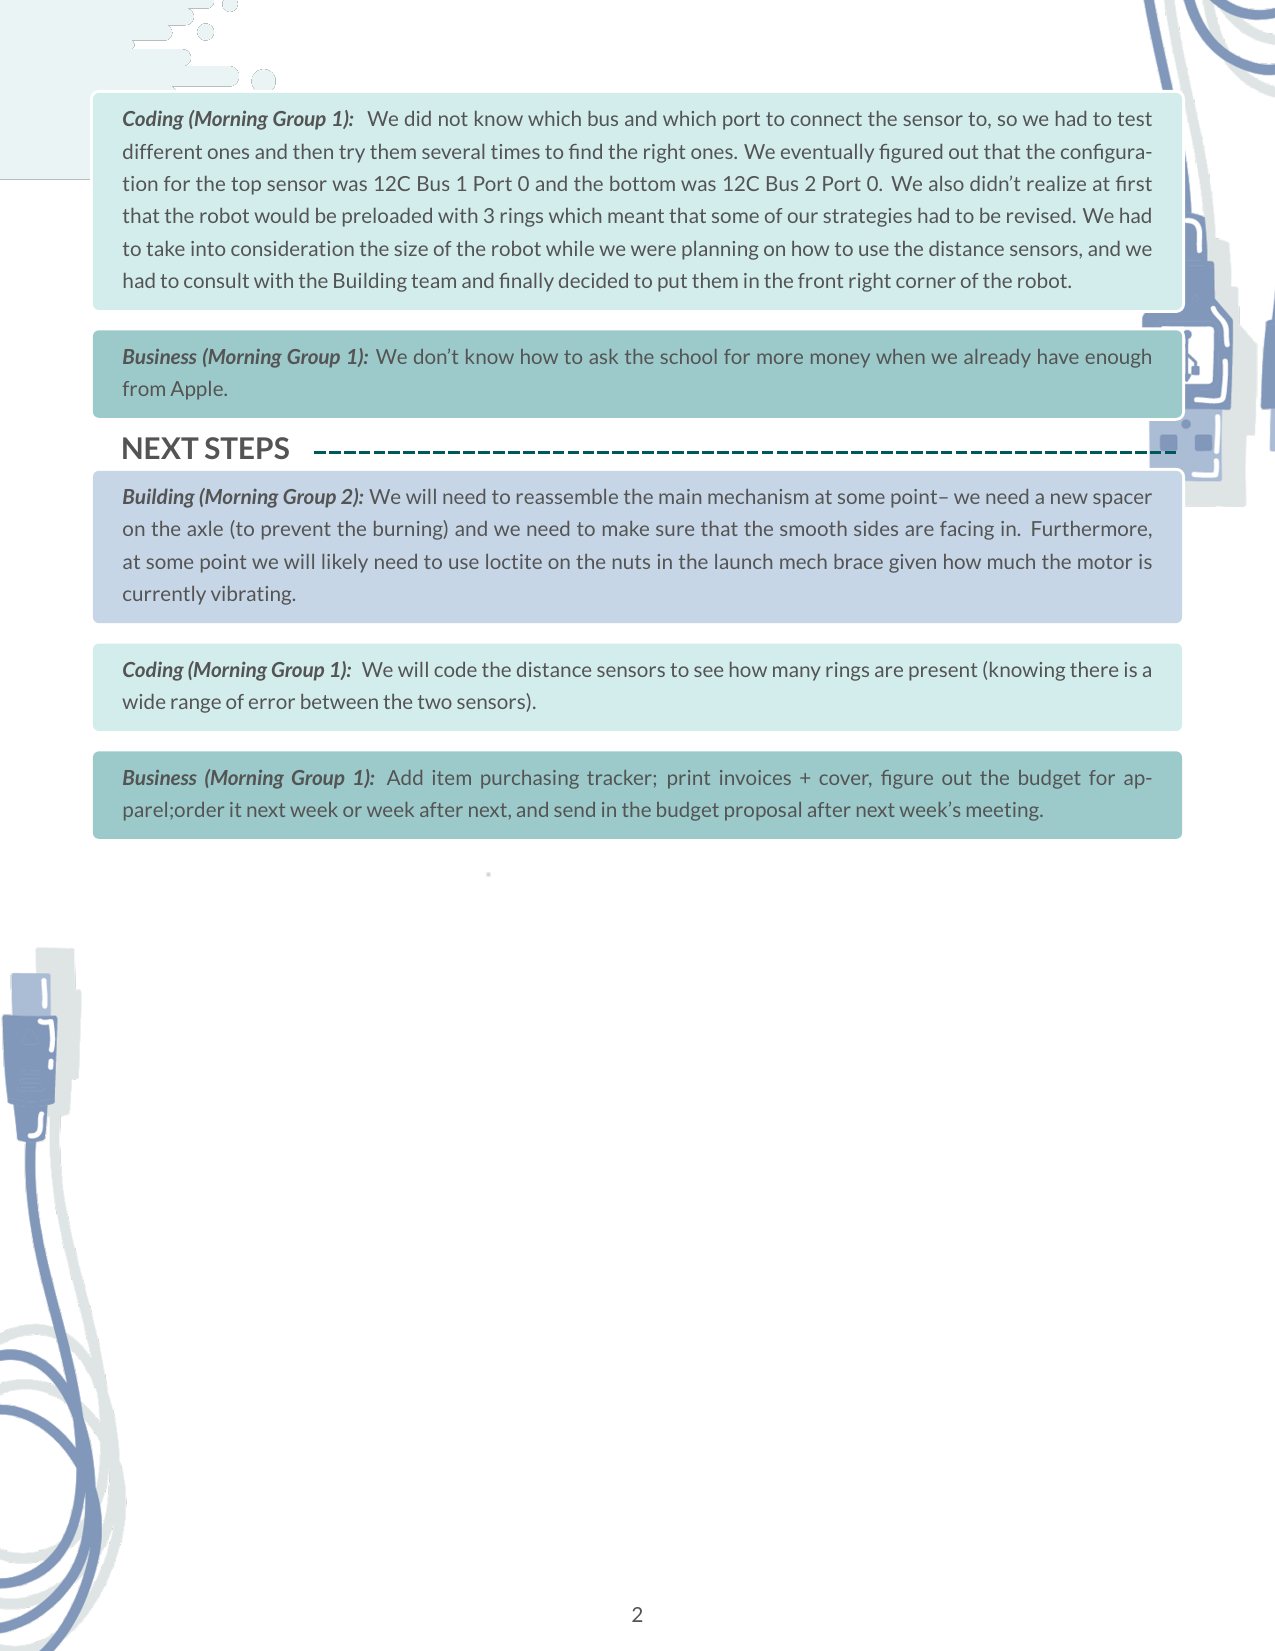 Coding (Morning Group 1): We did not know which bus and which port to connect the sensor to, so we had to test
different ones and then try them several times to find the right ones. We eventually figured out that the configura-
tion for the top sensor was 12C Bus 1 Port 0 and the bottom was 12C Bus 2 Port 0. We also didn't realize at first
that the robot would be preloaded with 3 rings which meant that some of our strategies had to be revised. We had
to take into consideration the size of the robot while we were planning on how to use the distance sensors, and we
had to consult with the Building team and finally decided to put them in the front right corner of the robot.
Business (Morning Group 1): We don't know how to ask the school for more money when we already have enough
from Apple.
NEXT STEPS
Building (Morning Group 2): We will need to reassemble the main mechanism at some point– we need a new spacer
on the axle (to prevent the burning) and we need to make sure that the smooth sides are facing in. Furthermore,
at some point we will likely need to use loctite on the nuts in the launch mech brace given how much the motor is
currently vibrating.
Coding (Morning Group 1): We will code the distance sensors to see how many rings are present (knowing there is a
wide range of error between the two sensors).
Business (Morning Group 1): Add item purchasing tracker; print invoices + cover, figure out the budget for ap-
parel;order it next week or week after next, and send in the budget proposal after next week's meeting.
2